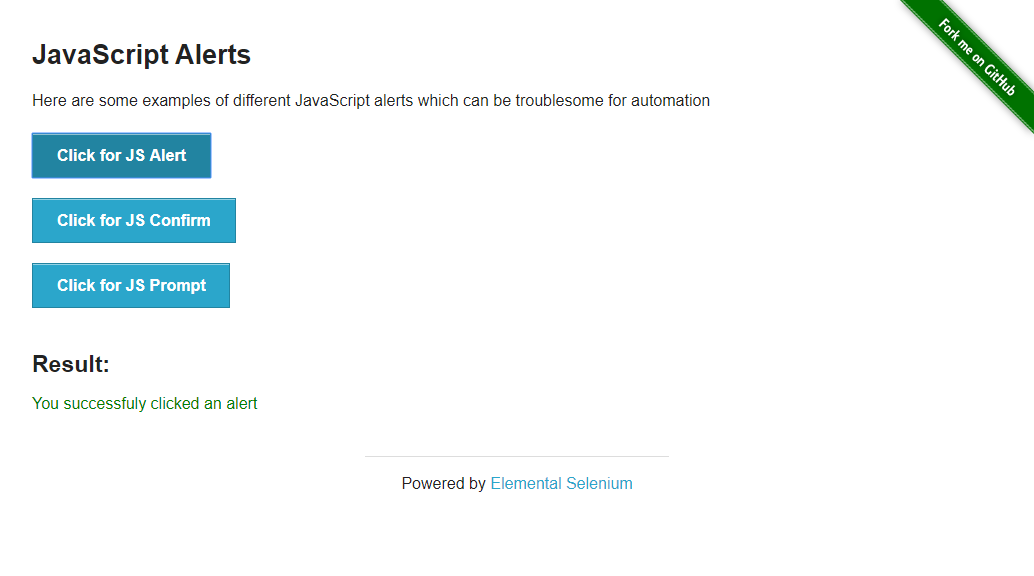 Fork me on GitHub
JavaScript Alerts
Here are some examples of different JavaScript alerts which can be troublesome for automation
Click for JS Alert
Click for JS Confirm
Click for JS Prompt
Result:
You successfuly clicked an alert
Powered by Elemental Selenium